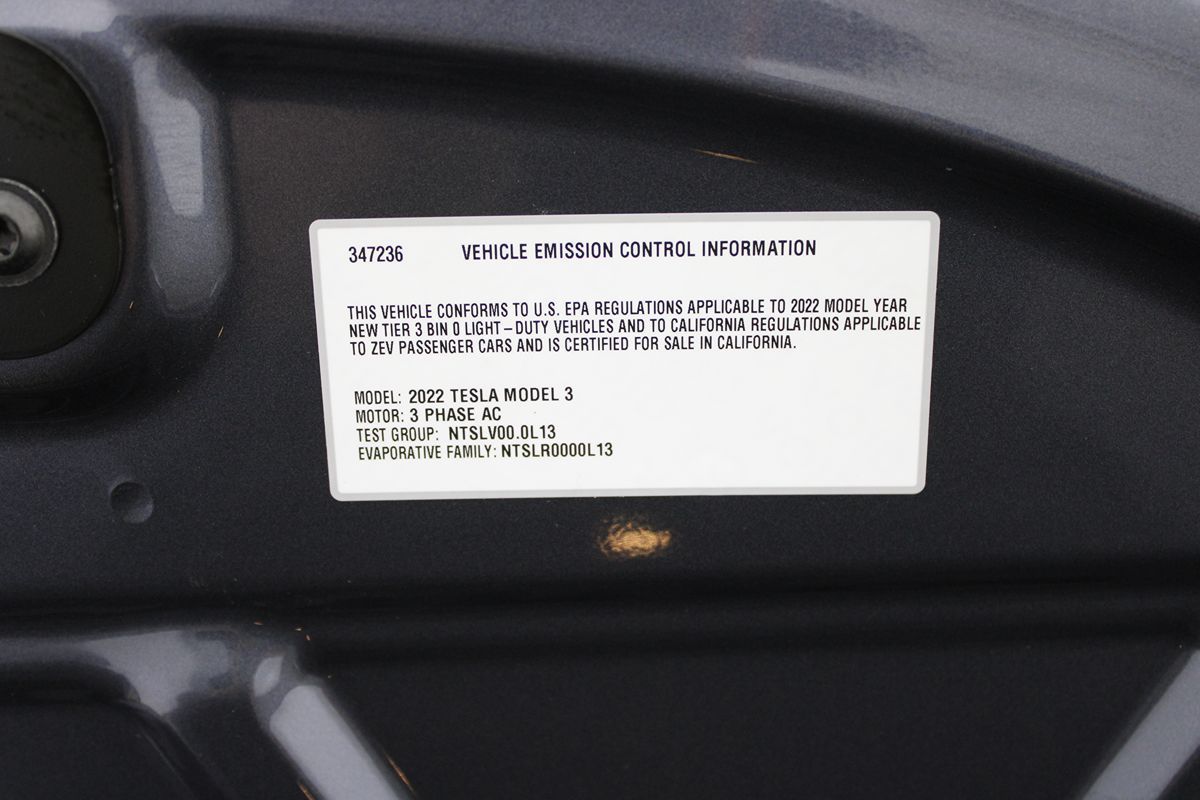 347236 VEHICLE EMISSION CONTROL INFORMATION
THIS VEHICLE CONFORMS TO U.S. EPA REGULATIONS APPLICABLE TO 2022 MODEL YEAR
NEW TIER 3 BIN 0 LIGHT–DUTY VEHICLES AND TO CALIFORNIA REGULATIONS APPLICABLE
TO ZEV PASSENGER CARS AND IS CERTIFIED FOR SALE IN CALIFORNIA.
MODEL: 2022 TESLA MODEL 3
MOTOR: 3 PHASE AC
TEST GROUP: NTSLV00.0L13
EVAPORATIVE FAMILY: NTSLR0000L13